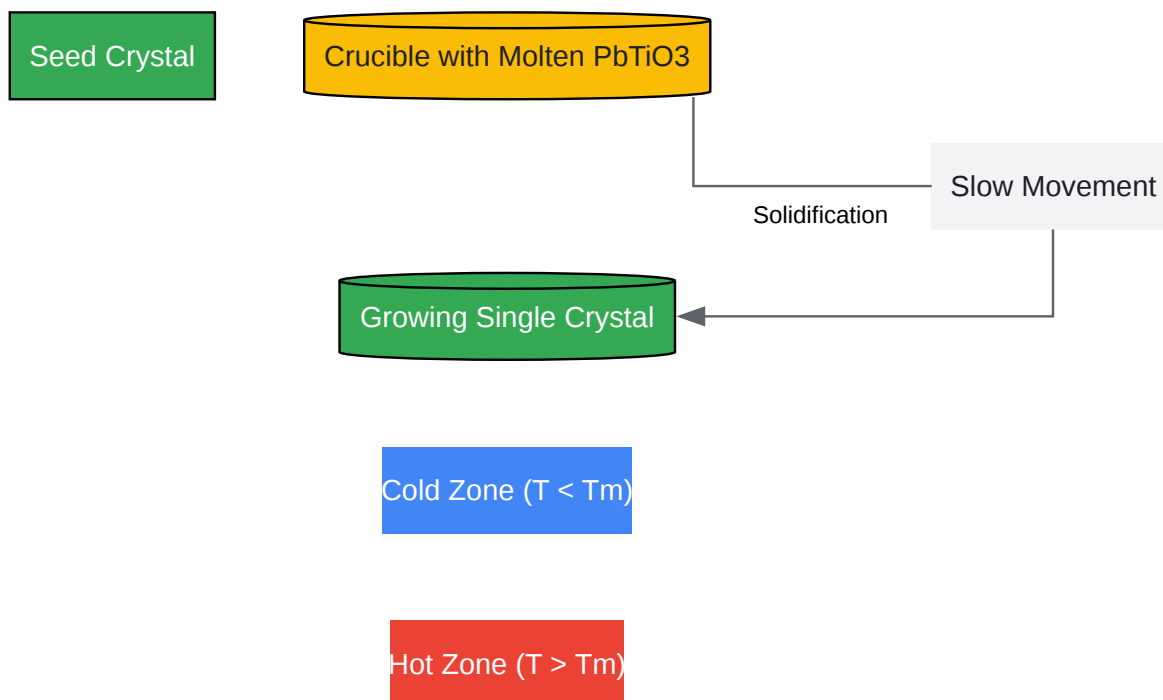 Seed Crystal
Crucible with Molten PbTiO3
Slow Movement
Solidification
Growing Single Crystal
Cold Zone (T < Tm)
Hot Zone (T > Tm)